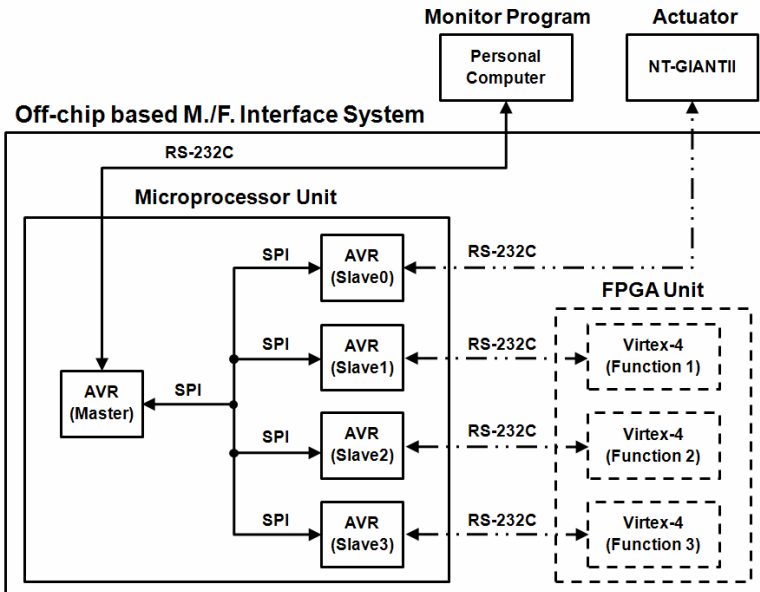 Monitor Program
Actuator
Personal
Computer
NT-GIANTII
Off-chip based M./F. Interface System
RS-232C
Microprocessor Unit
SPI
AVR
(Slave0)
RS-232C
FPGA Unit
SPI
AVR
(Slave1)
RS-232C
Virtex-4
(Function 1)
AVR
(Master)
SPI
SPI
AVR
(Slave2)
RS-232C
Virtex-4
(Function 2)
SPI
AVR
(Slave3)
RS-232C
Virtex-4
(Function 3)